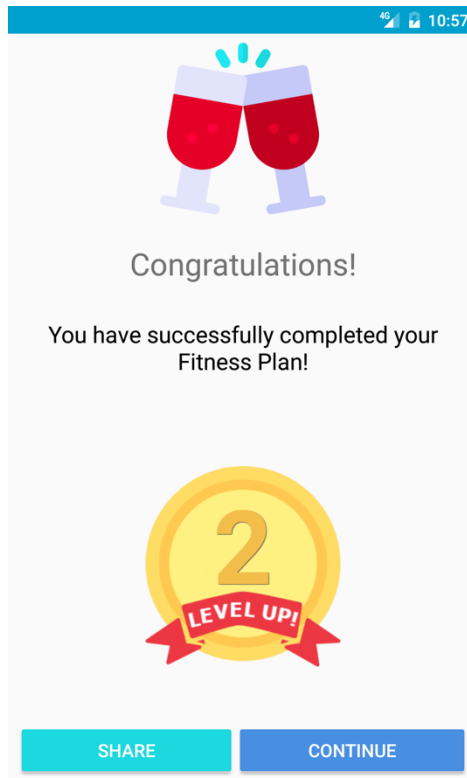 4G 10:57
Congratulations!
You have successfully completed your
Fitness Plan!
2
LEVEL UP!
SHARE CONTINUE